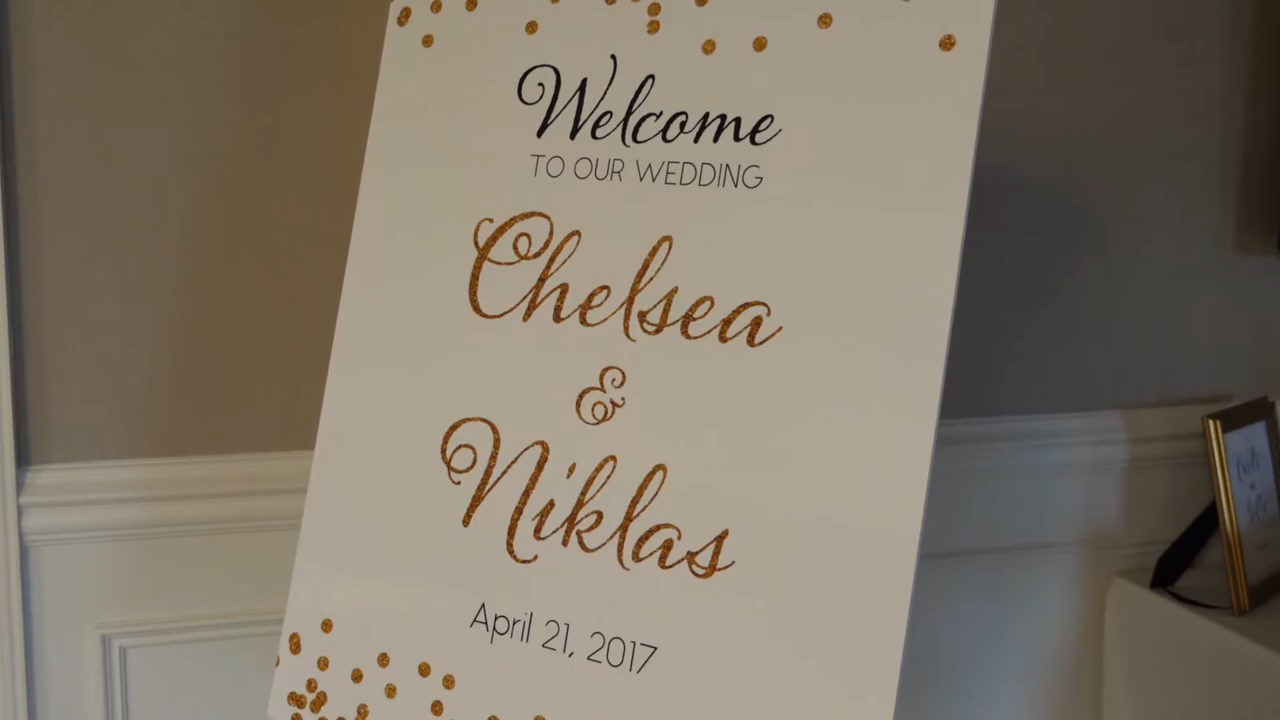 Welcome
TO OUR WEDDING
Chelsea
&
Niklas
April 21, 2017